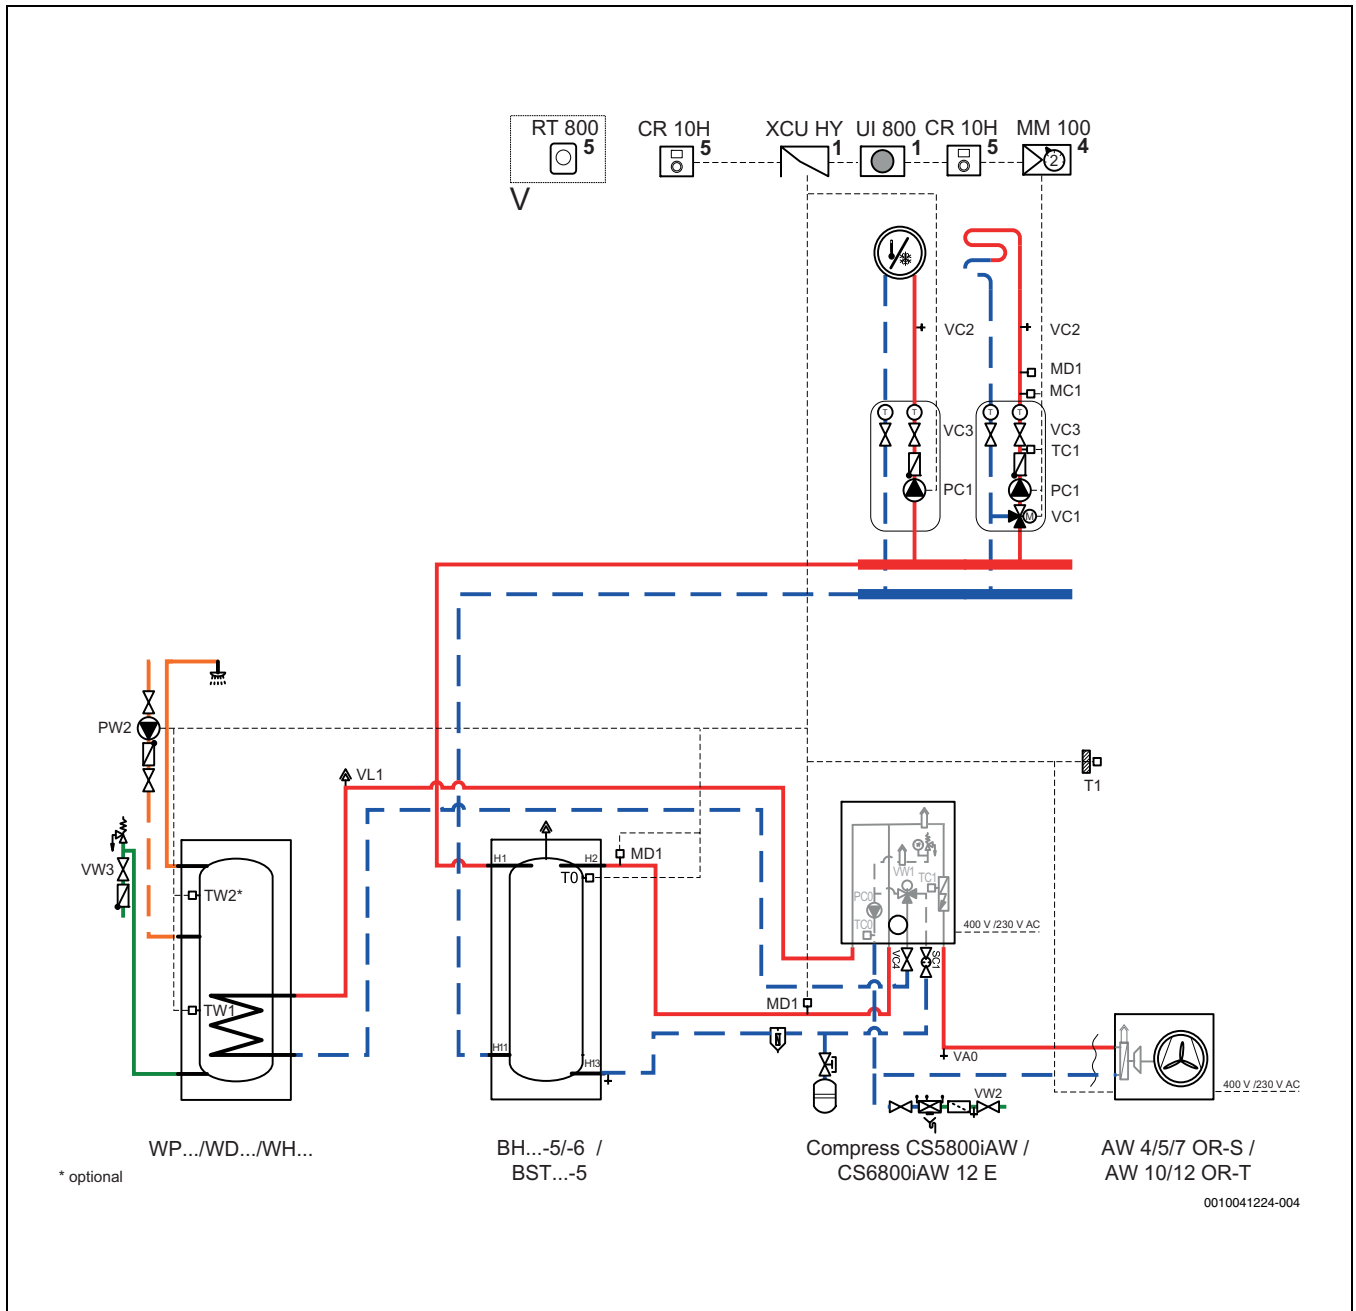 RT 800
5
V
CR 10H
5
XCU HY
1
UI 800
1
CR 10H
5
MM 100
4
2
VC2
VC2
MD1
MC1
T
T
T
T
VC3
VC3
TC1
PC1
PC1
M
VC1
PW2
VL1
T1
VW3
TW2*
TW1
H1
H2
MD1
T0
H11
H13
VW1
TC1
PC0
TC0
400 V /230 V AC
VC4
SC1
MD1
VA0
VW2
400 V /230 V AC
WP.../WD.../WH...
BH...-5/-6 /
BST...-5
Compress CS5800iAW /
CS6800iAW 12 E
AW 4/5/7 OR-S /
AW 10/12 OR-T
* optional
0010041224-004